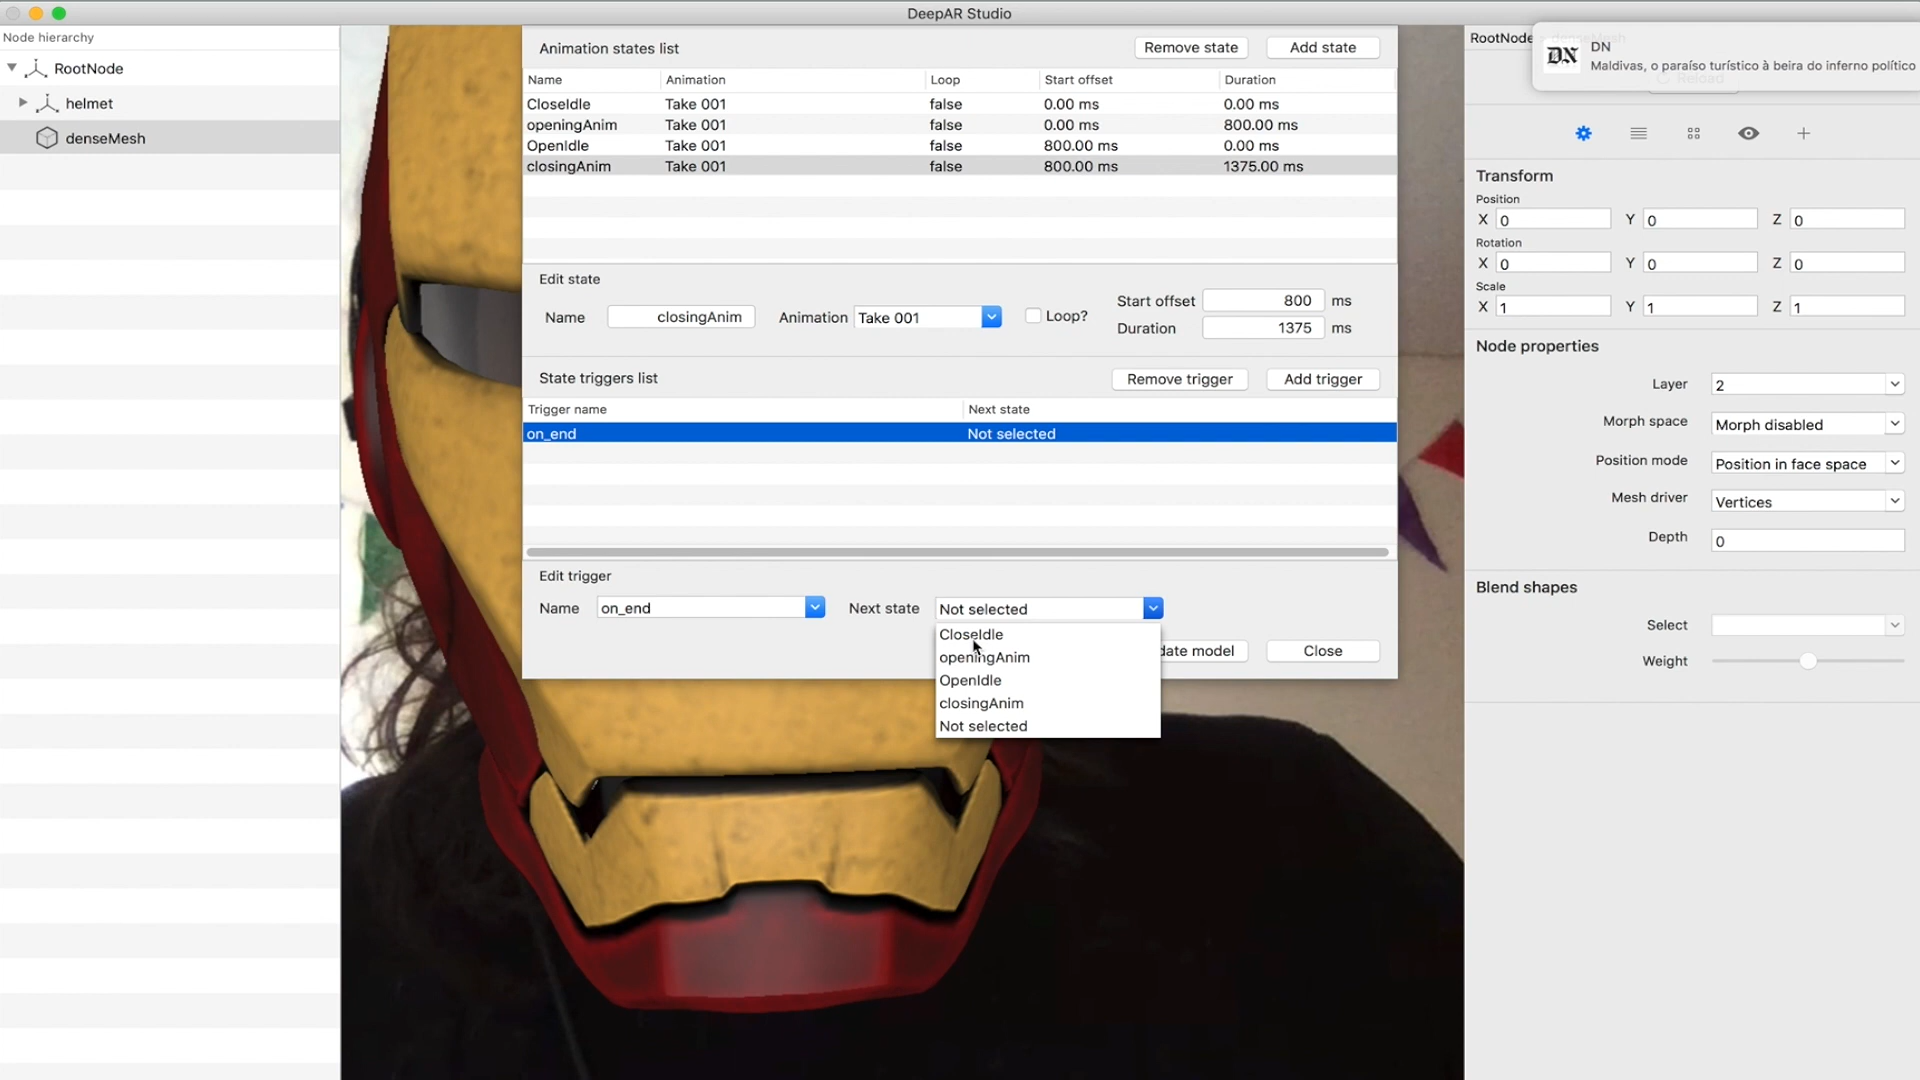 DeepAR Studio
Node hierarchy
RootNode
helmet
denseMesh
Animation states list
Remove state
Add state
Name Animation Loop Start offset Duration
CloseIdle Take 001 false 0.00 ms 0.00 ms
openingAnim Take 001 false 0.00 ms 800.00 ms
OpenIdle Take 001 false 800.00 ms 0.00 ms
closingAnim Take 001 false 800.00 ms 1375.00 ms
Edit state
Name closingAnim Animation Take 001 Loop?
Start offset 800 ms
Duration 1375 ms
State triggers list
Remove trigger
Add trigger
Trigger name Next state
on_end Not selected
Edit trigger
Name on_end Next state Not selected
CloseIdle
openingAnim
OpenIdle
closingAnim
Not selected
date model
Close
RootNode denseMesh
DN
DN
Maldivas, o paraíso turístico à beira do inferno político
Reload
Transform
Position
X 0 Y 0 Z 0
Rotation
X 0 Y 0 Z 0
Scale
X 1 Y 1 Z 1
Node properties
Layer 2
Morph space Morph disabled
Position mode Position in face space
Mesh driver Vertices
Depth 0
Blend shapes
Select
Weight